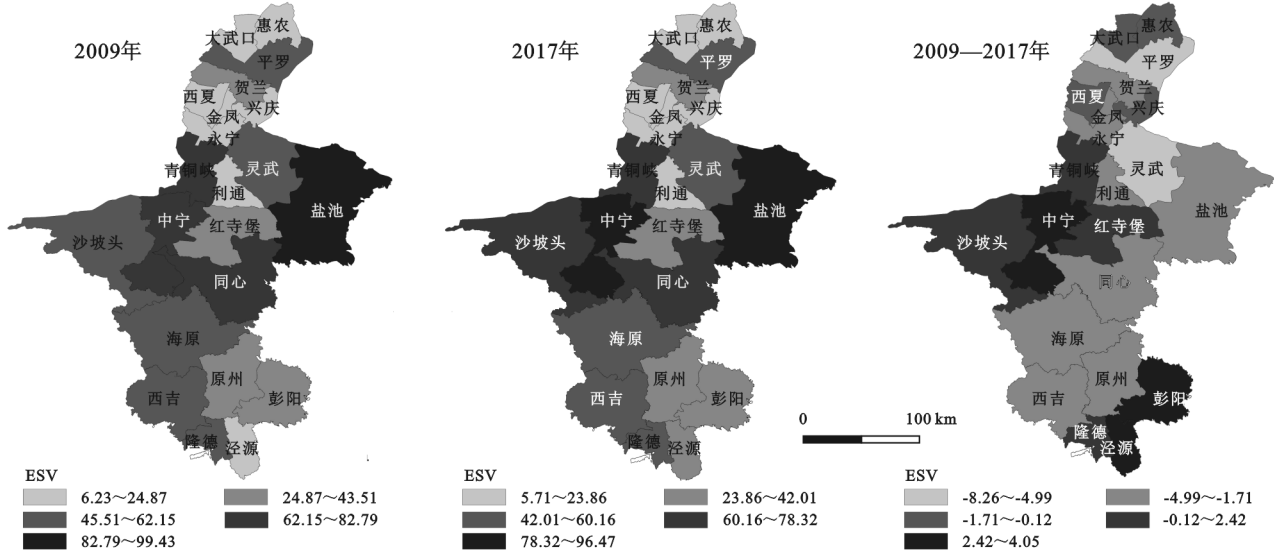 2009年
惠农
大武口
平罗
贺兰
西夏
兴庆
金凤
永宁
青铜峡
灵武
利通
盐池
中宁
红寺堡
沙坡头
同心
海原
原州
西吉
彭阳
隆德
泾源
ESV
6.23～24.87
24.87～43.51
45.51～62.15
62.15～82.79
82.79～99.43
2017年
惠农
大武口
平罗
贺兰
西夏
兴庆
金凤
永宁
青铜峡
灵武
利通
盐池
中宁
红寺堡
沙坡头
同心
海原
原州
西吉
彭阳
隆德
泾源
0 100 km
ESV
5.71～23.86
23.86～42.01
42.01～60.16
60.16～78.32
78.32～96.47
2009—2017年
惠农
大武口
平罗
贺兰
西夏
兴庆
金凤
永宁
青铜峡
灵武
利通
盐池
中宁
红寺堡
沙坡头
同心
海原
原州
西吉
彭阳
隆德
泾源
ESV
-8.26～-4.99
-4.99～-1.71
-1.71～-0.12
-0.12～2.42
2.42～4.05